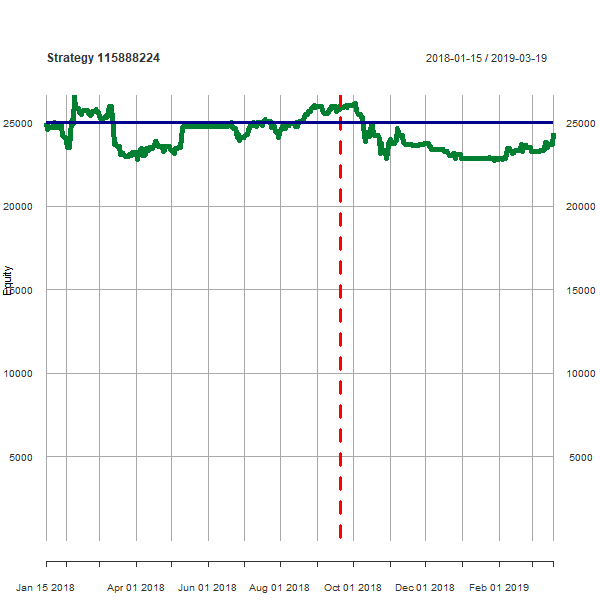 Strategy 115888224
2018-01-15 / 2019-03-19
25000 25000
20000 20000
Equity
15000 15000
10000 10000
5000 5000
Jan 15 2018 Apr 01 2018 Jun 01 2018 Aug 01 2018 Oct 01 2018 Dec 01 2018 Feb 01 2019